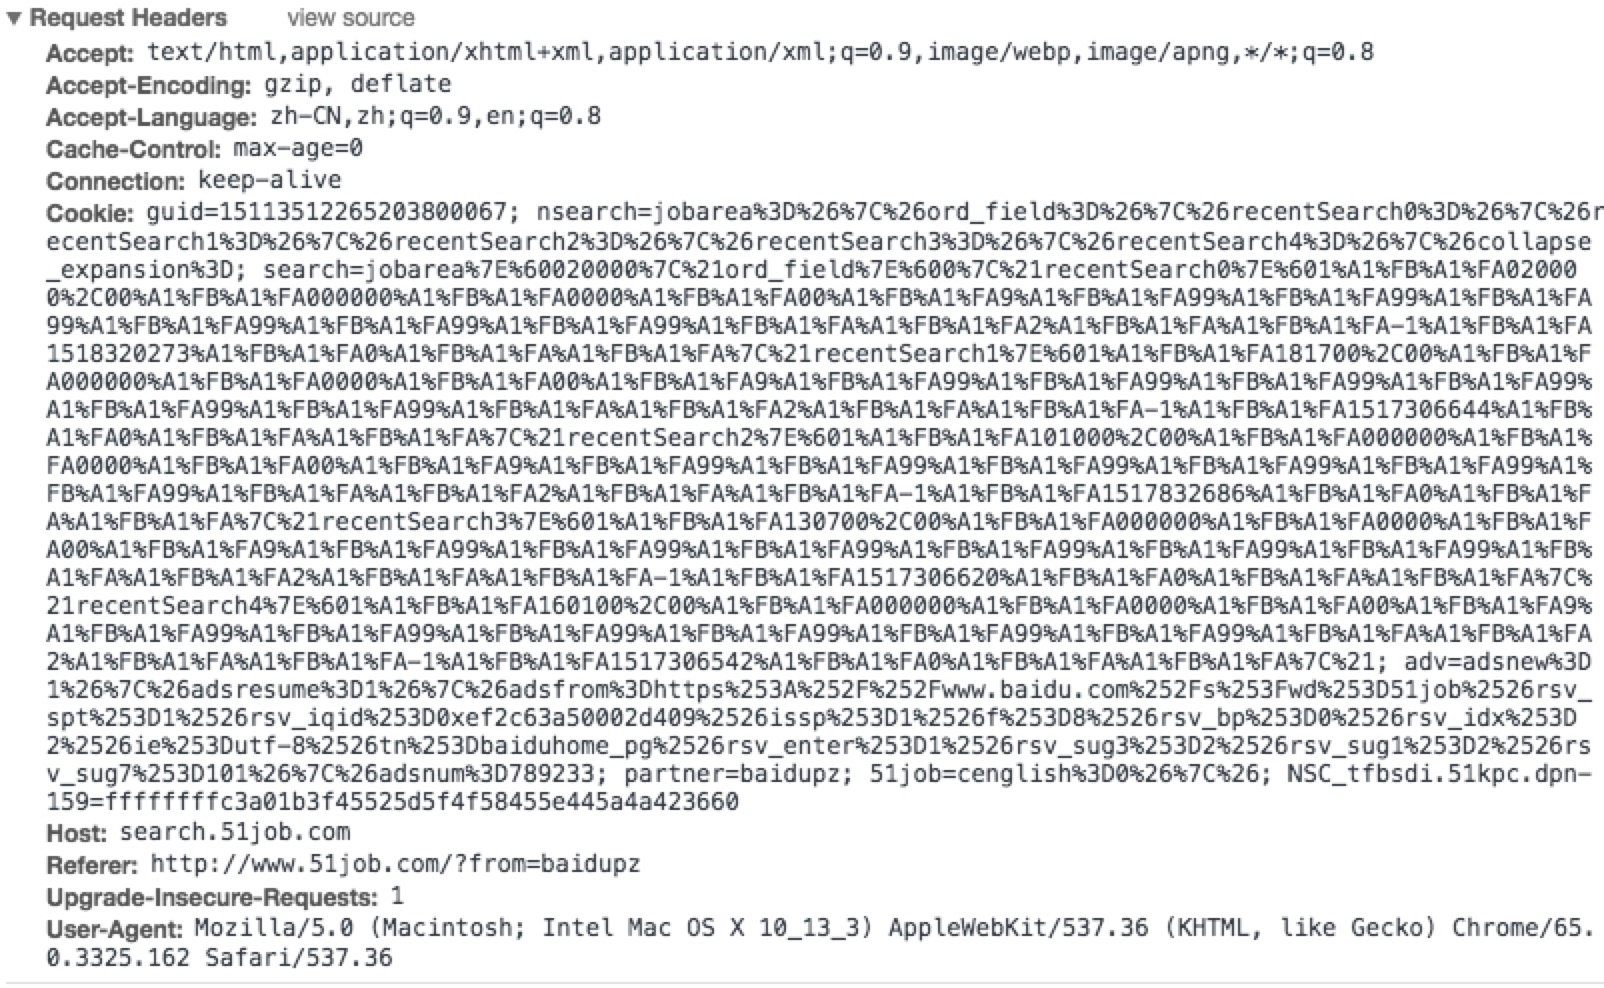 ▼ Request Headers view source
Accept: text/html,application/xhtml+xml,application/xml;q=0.9,image/webp,image/apng,*/*;q=0.8
Accept-Encoding: gzip, deflate
Accept-Language: zh-CN,zh;q=0.9,en;q=0.8
Cache-Control: max-age=0
Connection: keep-alive
Cookie: guid=15113512265203800067; nsearch=jobarea%3D%26%7C%26ord_field%3D%26%7C%26recentSearch0%3D%26%7C%26r
ecentSearch1%3D%26%7C%26recentSearch2%3D%26%7C%26recentSearch3%3D%26%7C%26recentSearch4%3D%26%7C%26collapse
_expansion%3D; search=jobarea%7E%60020000%7C%21ord_field%7E%600%7C%21recentSearch0%7E%601%A1%FB%A1%FA02000
0%2C00%A1%FB%A1%FA000000%A1%FB%A1%FA0000%A1%FB%A1%FA00%A1%FB%A1%FA9%A1%FB%A1%FA99%A1%FB%A1%FA99%A1%FB%A1%FA
99%A1%FB%A1%FA99%A1%FB%A1%FA99%A1%FB%A1%FA99%A1%FB%A1%FA%A1%FB%A1%FA2%A1%FB%A1%FA%A1%FB%A1%FA-1%A1%FB%A1%FA
1518320273%A1%FB%A1%FA0%A1%FB%A1%FA%A1%FB%A1%FA%7C%21recentSearch1%7E%601%A1%FB%A1%FA181700%2C00%A1%FB%A1%F
A000000%A1%FB%A1%FA0000%A1%FB%A1%FA00%A1%FB%A1%FA9%A1%FB%A1%FA99%A1%FB%A1%FA99%A1%FB%A1%FA99%A1%FB%A1%FA99%
A1%FB%A1%FA99%A1%FB%A1%FA99%A1%FB%A1%FA%A1%FB%A1%FA2%A1%FB%A1%FA%A1%FB%A1%FA-1%A1%FB%A1%FA1517306644%A1%FB%
A1%FA0%A1%FB%A1%FA%A1%FB%A1%FA%7C%21recentSearch2%7E%601%A1%FB%A1%FA101000%2C00%A1%FB%A1%FA000000%A1%FB%A1%
FA0000%A1%FB%A1%FA00%A1%FB%A1%FA9%A1%FB%A1%FA99%A1%FB%A1%FA99%A1%FB%A1%FA99%A1%FB%A1%FA99%A1%FB%A1%FA99%A1%
FB%A1%FA99%A1%FB%A1%FA%A1%FB%A1%FA2%A1%FB%A1%FA%A1%FB%A1%FA-1%A1%FB%A1%FA1517832686%A1%FB%A1%FA0%A1%FB%A1%F
A%A1%FB%A1%FA%7C%21recentSearch3%7E%601%A1%FB%A1%FA130700%2C00%A1%FB%A1%FA000000%A1%FB%A1%FA0000%A1%FB%A1%F
A00%A1%FB%A1%FA9%A1%FB%A1%FA99%A1%FB%A1%FA99%A1%FB%A1%FA99%A1%FB%A1%FA99%A1%FB%A1%FA99%A1%FB%A1%FA99%A1%FB%
A1%FA%A1%FB%A1%FA2%A1%FB%A1%FA%A1%FB%A1%FA-1%A1%FB%A1%FA1517306620%A1%FB%A1%FA0%A1%FB%A1%FA%A1%FB%A1%FA%7C%
21recentSearch4%7E%601%A1%FB%A1%FA160100%2C00%A1%FB%A1%FA000000%A1%FB%A1%FA0000%A1%FB%A1%FA00%A1%FB%A1%FA9%
A1%FB%A1%FA99%A1%FB%A1%FA99%A1%FB%A1%FA99%A1%FB%A1%FA99%A1%FB%A1%FA99%A1%FB%A1%FA99%A1%FB%A1%FA%A1%FB%A1%FA
2%A1%FB%A1%FA%A1%FB%A1%FA-1%A1%FB%A1%FA1517306542%A1%FB%A1%FA0%A1%FB%A1%FA%A1%FB%A1%FA%7C%21; adv=adsnew%3D
1%26%7C%26adsresume%3D1%26%7C%26adsfrom%3Dhttps%253A%252F%252Fwww.baidu.com%252Fs%253Fwd%253D51job%2526rsv_
spt%253D1%2526rsv_iqid%253D0xef2c63a50002d409%2526issp%253D1%2526f%253D8%2526rsv_bp%253D0%2526rsv_idx%253D
2%2526ie%253Dutf-8%2526tn%253Dbaiduhome_pg%2526rsv_enter%253D1%2526rsv_sug3%253D2%2526rsv_sug1%253D2%2526rs
v_sug7%253D101%26%7C%26adsnum%3D789233; partner=baidupz; 51job=cenglish%3D0%26%7C%26; NSC_tfbsdi.51kpc.dpn-
159=ffffffffc3a01b3f45525d5f4f58455e445a4a423660
Host: search.51job.com
Referer: http://www.51job.com/?from=baidupz
Upgrade-Insecure-Requests: 1
User-Agent: Mozilla/5.0 (Macintosh; Intel Mac OS X 10_13_3) AppleWebKit/537.36 (KHTML, like Gecko) Chrome/65.
0.3325.162 Safari/537.36